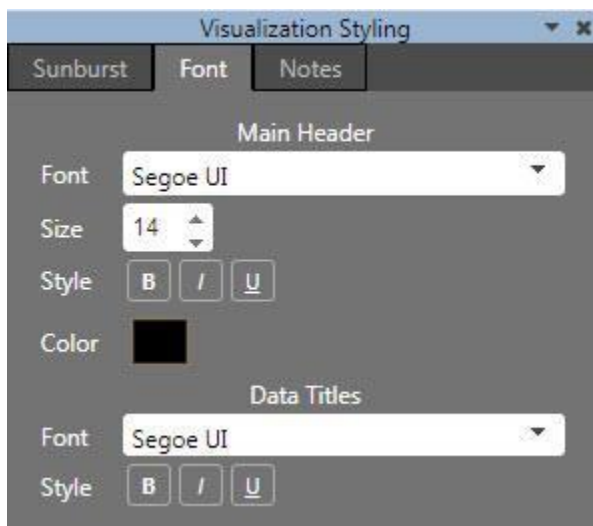 Visualization Styling
Sunburst Font Notes
Main Header
Font Segoe UI
Size 14
Style B I U
Color
Data Titles
Font Segoe UI
Style B I U